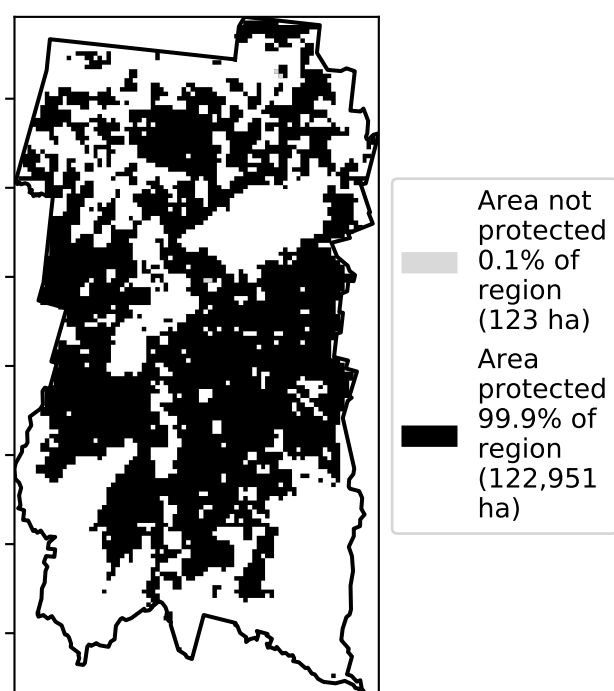 Area not
protected
0.1% of
region
(123 ha)
Area
protected
99.9% of
region
(122,951
ha)